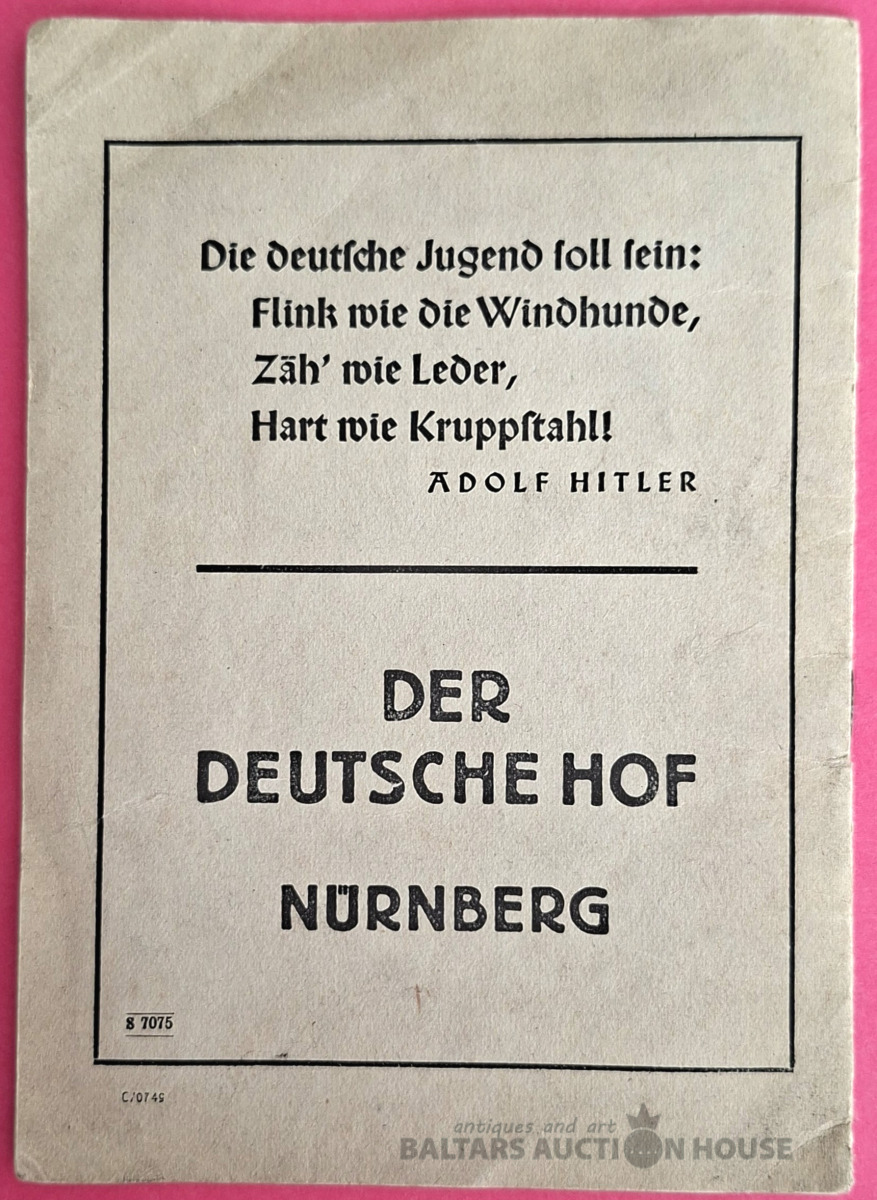 Die deutſche Jugend ſoll ſein:
Flink wie die Windhunde,
Zäh’ wie Leder,
Hart wie Kruppſtahl!
ADOLF HITLER
DER
DEUTSCHE HOF
NÜRNBERG
S 7075
C/0749
antiques and art
BALTARS AUCTION HOUSE